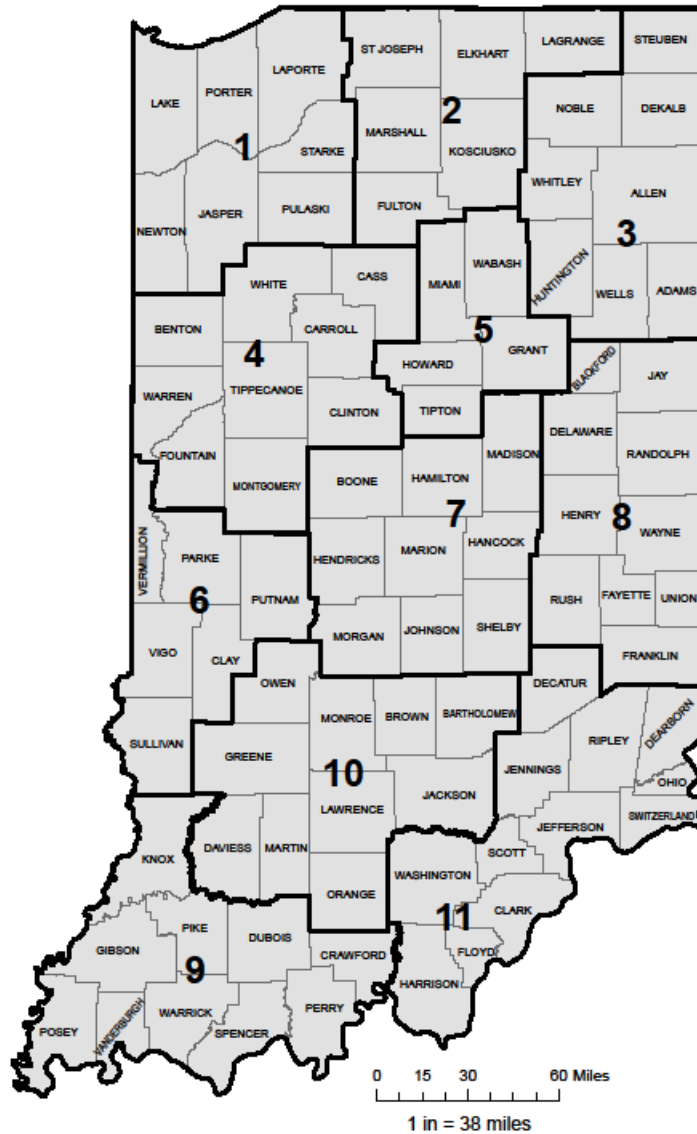 ST JOSEPH
ELKHART
LAGRANGE
STEUBEN
LAKE
PORTER
LAPORTE
NOBLE
DEKALB
2
MARSHALL
1
STARKE
KOSCIUSKO
WHITLEY
ALLEN
NEWTON
JASPER
PULASKI
FULTON
3
WABASH
MIAMI
HUNTINGTON
WELLS
ADAMS
WHITE
CASS
BENTON
CARROLL
4
5
HOWARD
GRANT
BLACKFORD
JAY
WARREN
TIPPECANOE
CLINTON
TIPTON
DELAWARE
RANDOLPH
FOUNTAIN
MONTGOMERY
BOONE
HAMILTON
MADISON
7
HENRY
8
WAYNE
VERMILLION
PARKE
HENDRICKS
MARION
HANCOCK
6
PUTNAM
RUSH
FAYETTE
UNION
MORGAN
JOHNSON
SHELBY
VIGO
CLAY
FRANKLIN
OWEN
DECATUR
MONROE
BROWN
BARTHOLOMEW
DEARBORN
SULLIVAN
RIPLEY
GREENE
10
JENNINGS
OHIO
LAWRENCE
JACKSON
SWITZERLAND
JEFFERSON
KNOX
DAVIESS
MARTIN
SCOTT
WASHINGTON
ORANGE
CLARK
11
PIKE
DUBOIS
GIBSON
CRAWFORD
FLOYD
9
HARRISON
WARRICK
PERRY
POSEY
VANDERBURGH
SPENCER
0 15 30 60 Miles
1 in = 38 miles